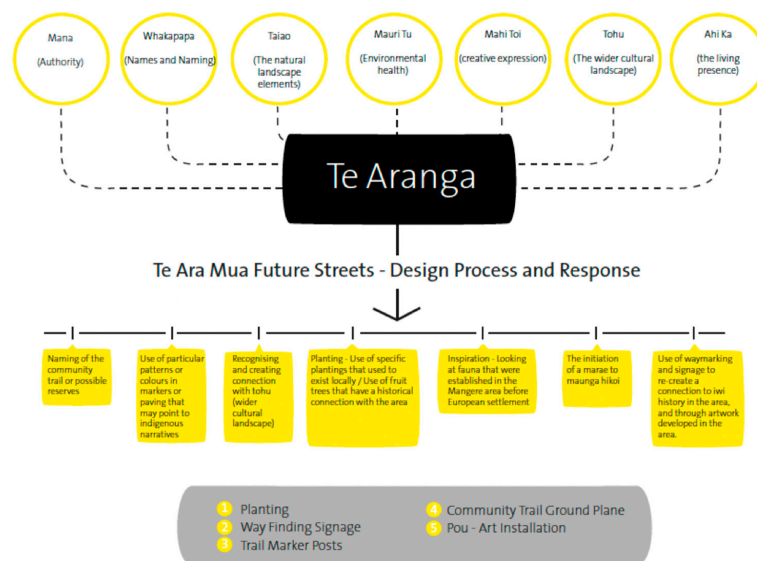 Mana
(Authority)
Whakapapa
(Names and Naming)
Taiao
(The natural
landscape
elements)
Mauri Tu
(Environmental
health)
Mahi Toi
(creative expression)
Tohu
(The wider cultural
landscape)
Ahi Ka
(the living
presence)
Te Aranga
Te Ara Mua Future Streets - Design Process and Response
Naming of the
community
trail or possible
reserves
Use of particular
patterns or
colours in
markers or
paving that
may point to
indigenous
narratives
Recognising
and creating
connection
with tohu
(wider
cultural
landscape)
Planting - Use of specific
plantings that used to
exist locally / Use of fruit
trees that have a historical
connection with the area
Inspiration - Looking
at fauna that were
established in the
Mangere area before
European settlement
The initiation
of a marae to
maunga hikoi
Use of waymarking
and signage to
re-create a
connection to iwi
history in the area,
and through artwork
developed in the
area.
1 Planting
2 Way Finding Signage
3 Trail Marker Posts
4 Community Trail Ground Plane
5 Pou - Art Installation